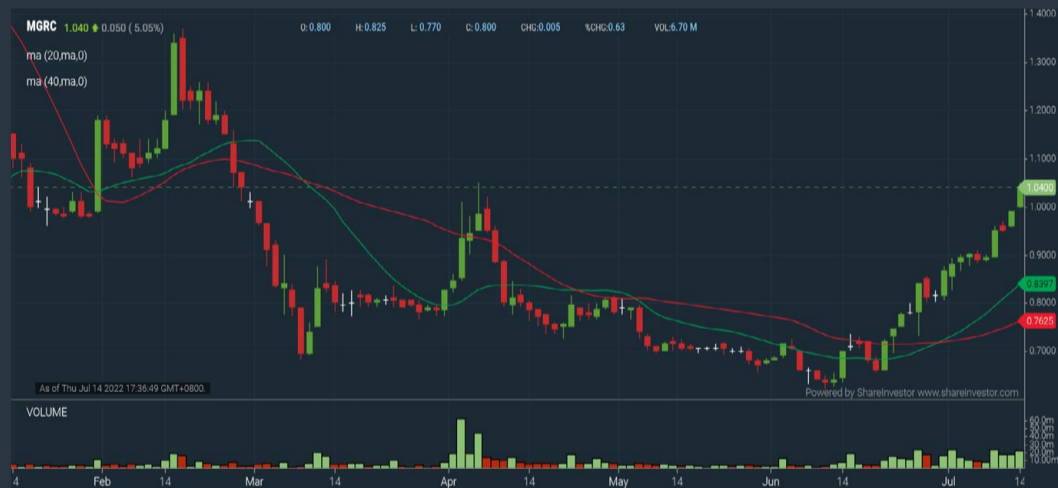 MGRC 1.040 0.050 (5.05%) O:0.800 H:0.825 L: 0.770 C: 0.800 CHG:0.005 %CHG:0.63 VOL:6.70 M
ma (20,ma,0)
ma (40,ma,0)
1.4000
1.3000
1.2000
1.1000
1.0400
1.0000
0.9000
0.8397
0.8000
0.7625
0.7000
As of Thu Jul 14 2022 17:36:49 GMT+0800.
Powered by ShareInvestor www.shareinvestor.com
VOLUME
60.0m
50.0m
40.0m
30.0m
20.0m
10.00m
4 Feb 14 Mar 14 Apr 14 May 14 Jun 14 Jul 14